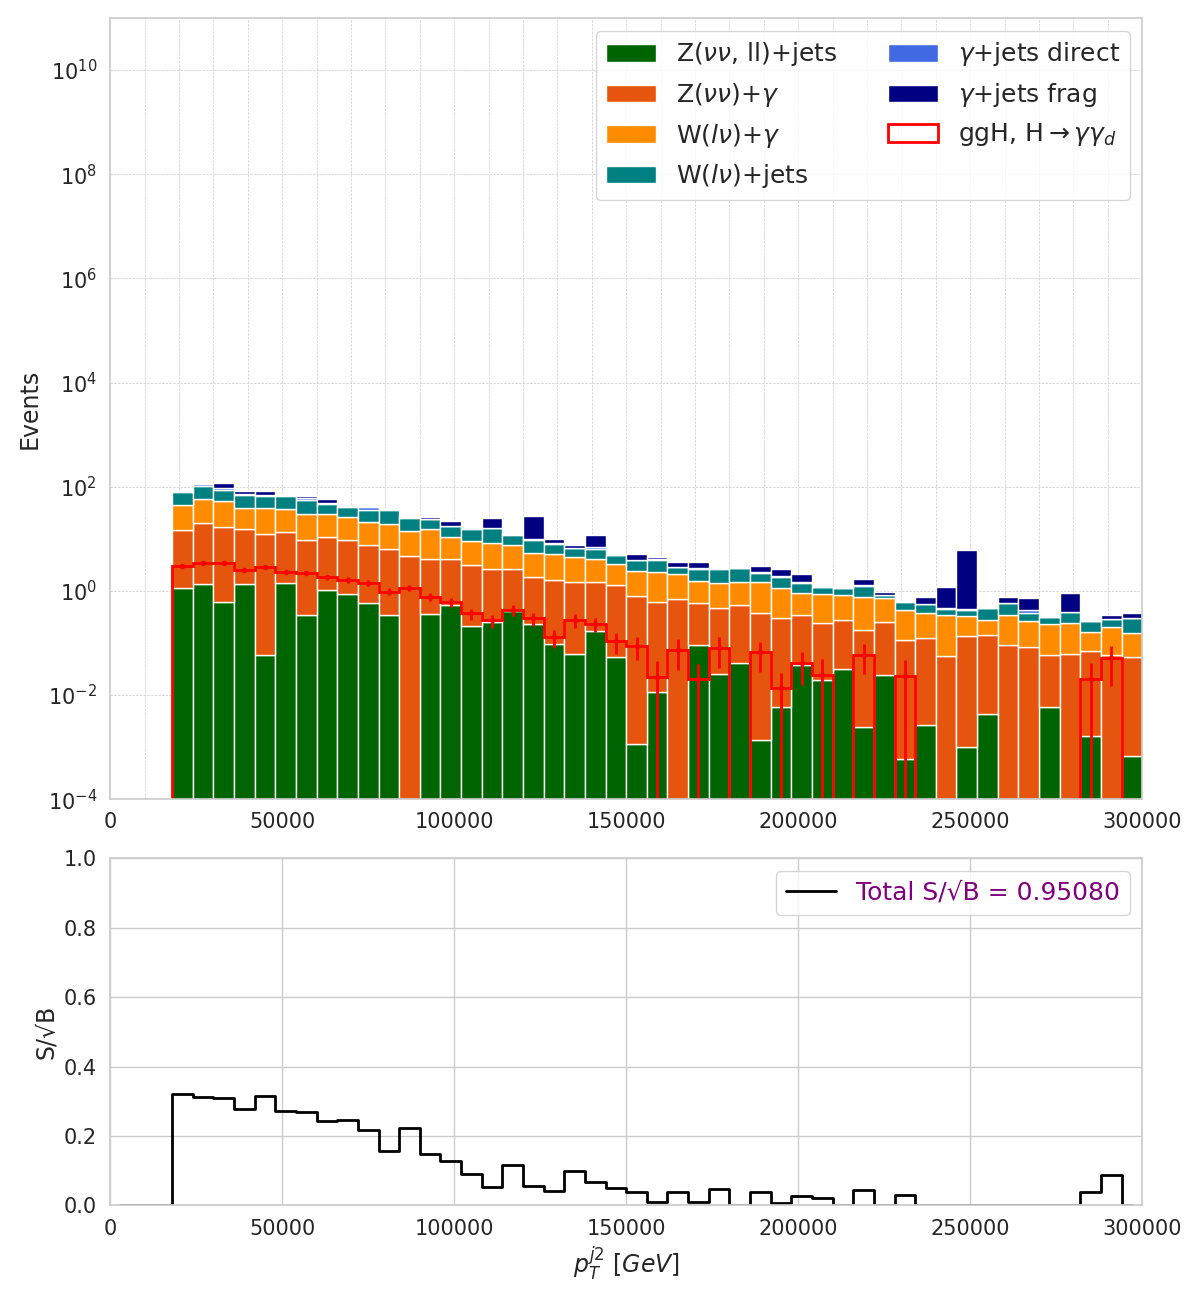 Z(νν, ll)+jets
Z(νν)+γ
W(lν)+γ
W(lν)+jets
γ+jets direct
γ+jets frag
ggH, H→γγ_d
Events
10^10
10^8
10^6
10^4
10^2
10^0
10^−2
10^−4
0 50000 100000 150000 200000 250000 300000
Total S/√B = 0.95080
S/√B
1.0
0.8
0.6
0.4
0.2
0.0
0 50000 100000 150000 200000 250000 300000
p_T^{j2} [GeV]